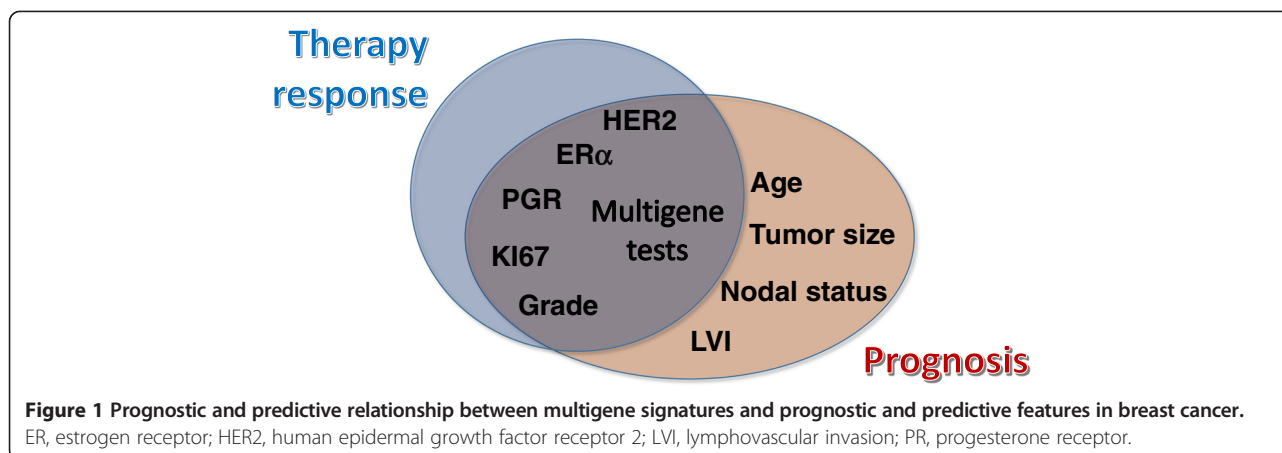 Therapy
response
HER2
ERα
PGR
Multigene
tests
KI67
Grade
Age
Tumor size
Nodal status
LVI
Prognosis
Figure 1 Prognostic and predictive relationship between multigene signatures and prognostic and predictive features in breast cancer.
ER, estrogen receptor; HER2, human epidermal growth factor receptor 2; LVI, lymphovascular invasion; PR, progesterone receptor.